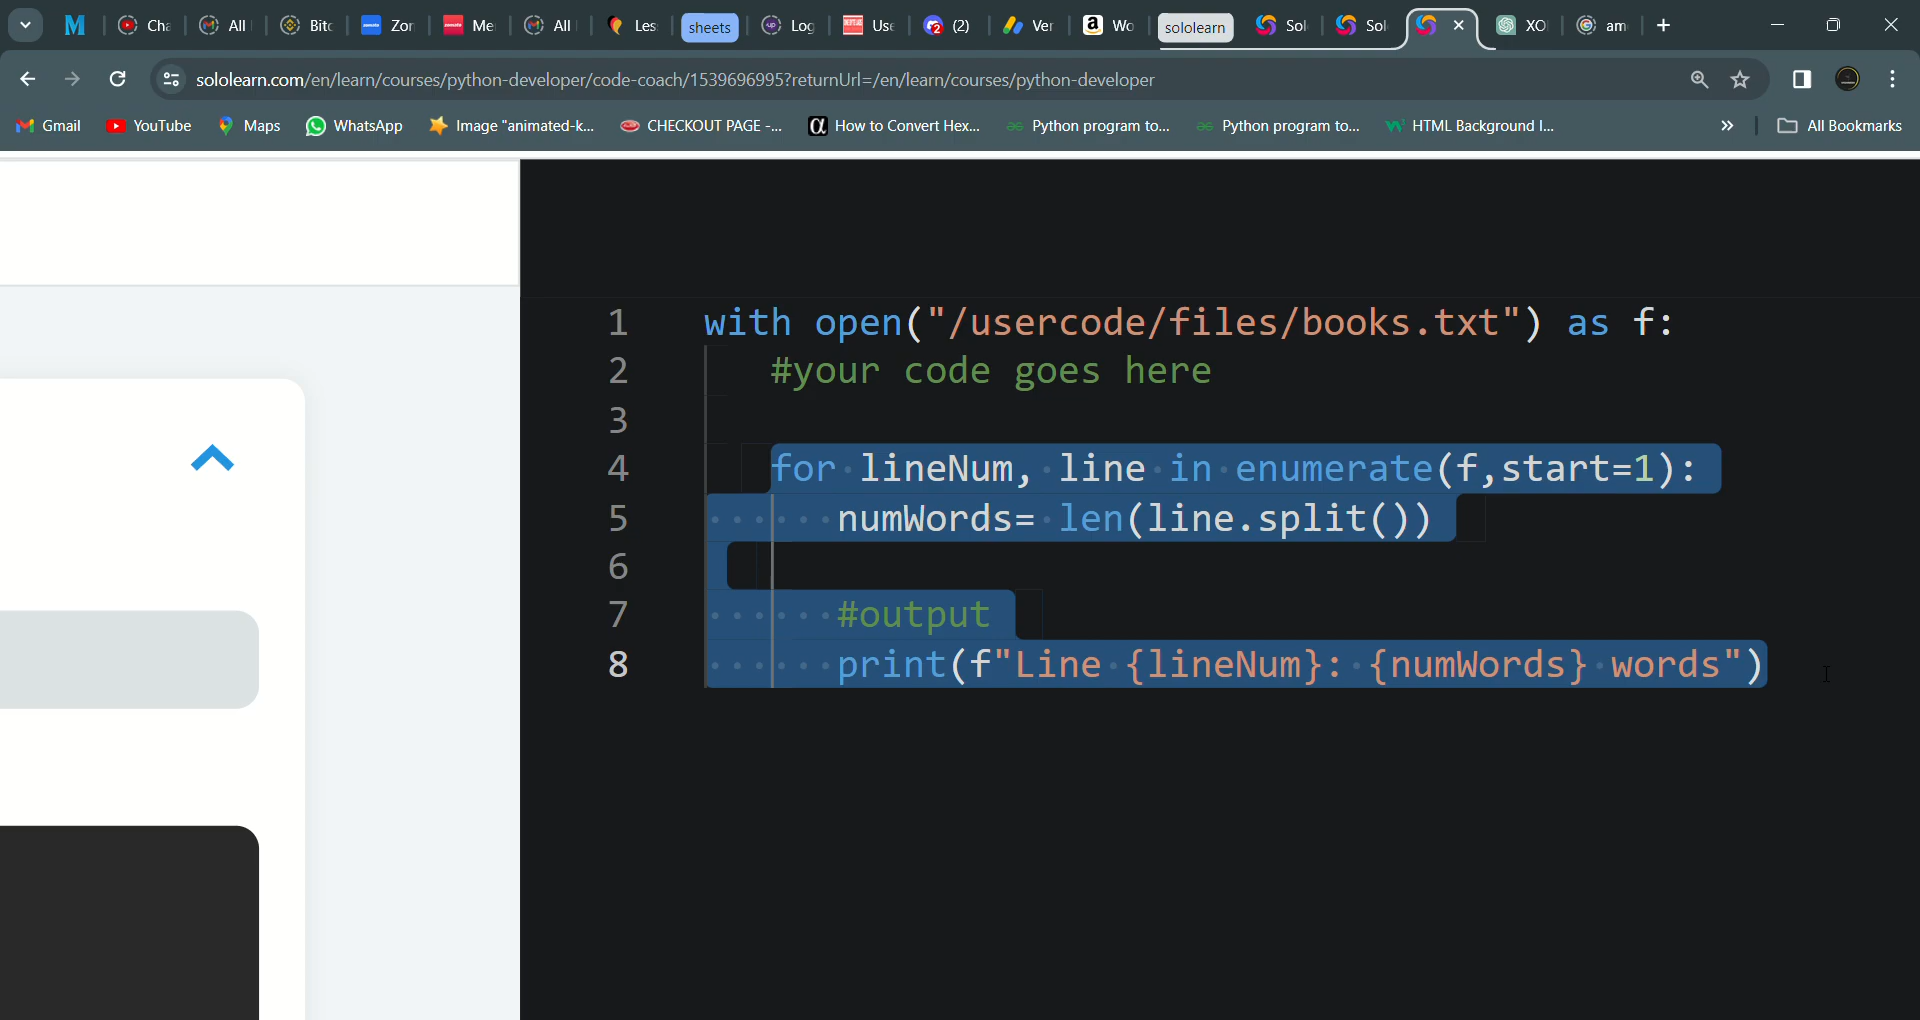 Cha
All
Bitc
Zor
Me
All
Les
sheets
Log
Use
(2)
Ver
Wo
sololearn
Sol
Sol
XO
am
sololearn.com/en/learn/courses/python-developer/code-coach/1539696995?returnUrl=/en/learn/courses/python-developer
Gmail
YouTube
Maps
WhatsApp
Image "animated-k...
CHECKOUT PAGE -...
How to Convert Hex...
Python program to...
Python program to...
HTML Background I...
All Bookmarks
1 with open("/usercode/files/books.txt") as f:
2 #your code goes here
3
4 for lineNum, line in enumerate(f,start=1):
5 numWords= len(line.split())
6
7 #output
8 print(f"Line {lineNum}: {numWords} words")